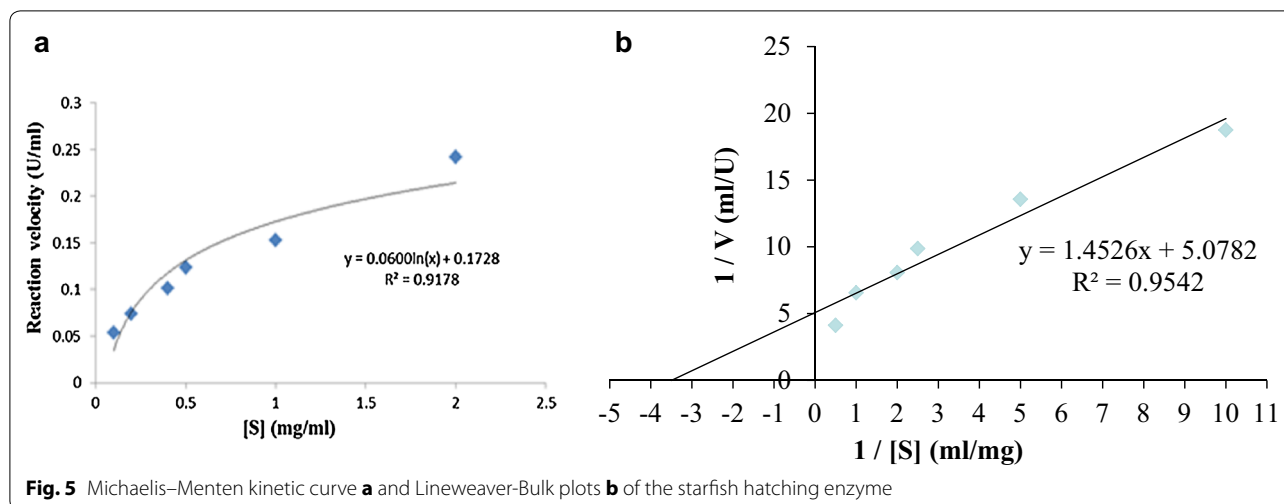 a
0.3
0.25
0.2
0.15
0.1
0.05
0
Reaction velocity (U/ml)
y = 0.0600ln(x) + 0.1728
R² = 0.9178
0 0.5 1 1.5 2 2.5
[S] (mg/ml)
b
25
20
15
10
5
0
1 / V (ml/U)
y = 1.4526x + 5.0782
R² = 0.9542
-5 -4 -3 -2 -1 0 1 2 3 4 5 6 7 8 9 10 11
1 / [S] (ml/mg)
Fig. 5 Michaelis–Menten kinetic curve a and Lineweaver-Bulk plots b of the starfish hatching enzyme